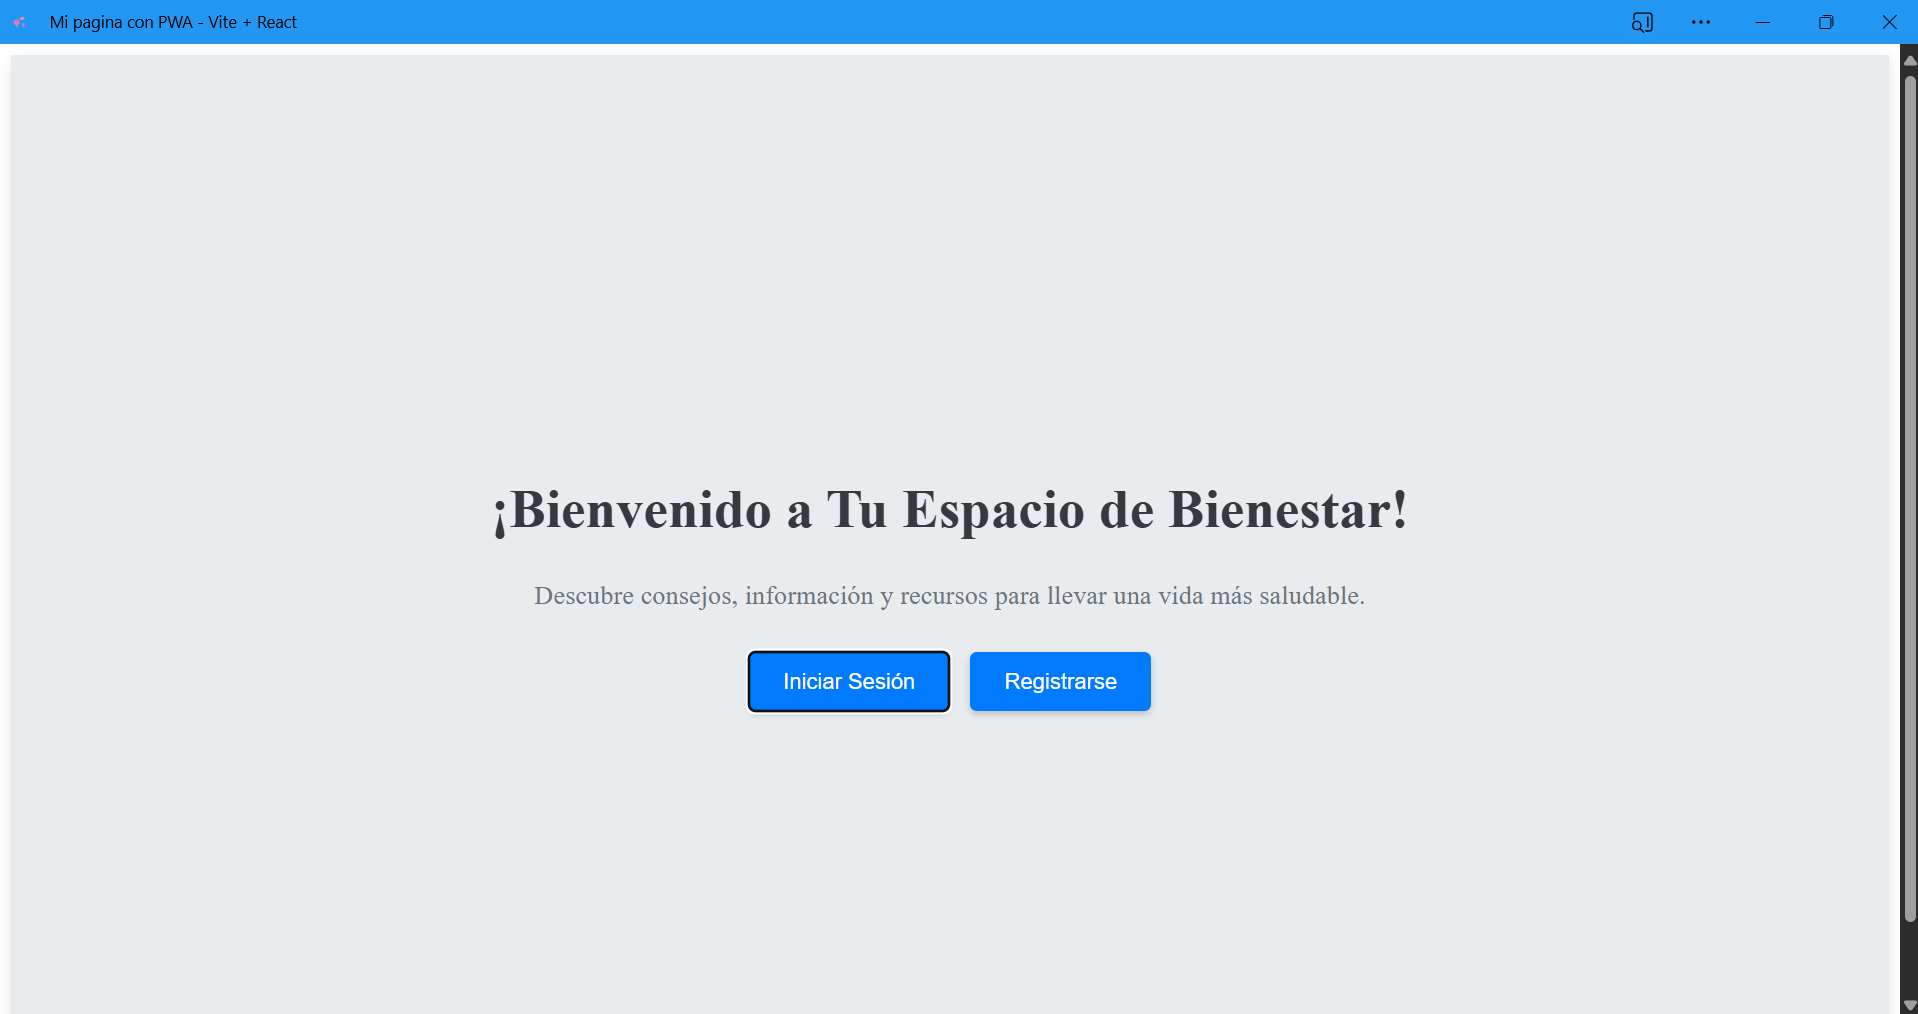 Mi pagina con PWA - Vite + React
¡Bienvenido a Tu Espacio de Bienestar!
Descubre consejos, información y recursos para llevar una vida más saludable.
Iniciar Sesión
Registrarse